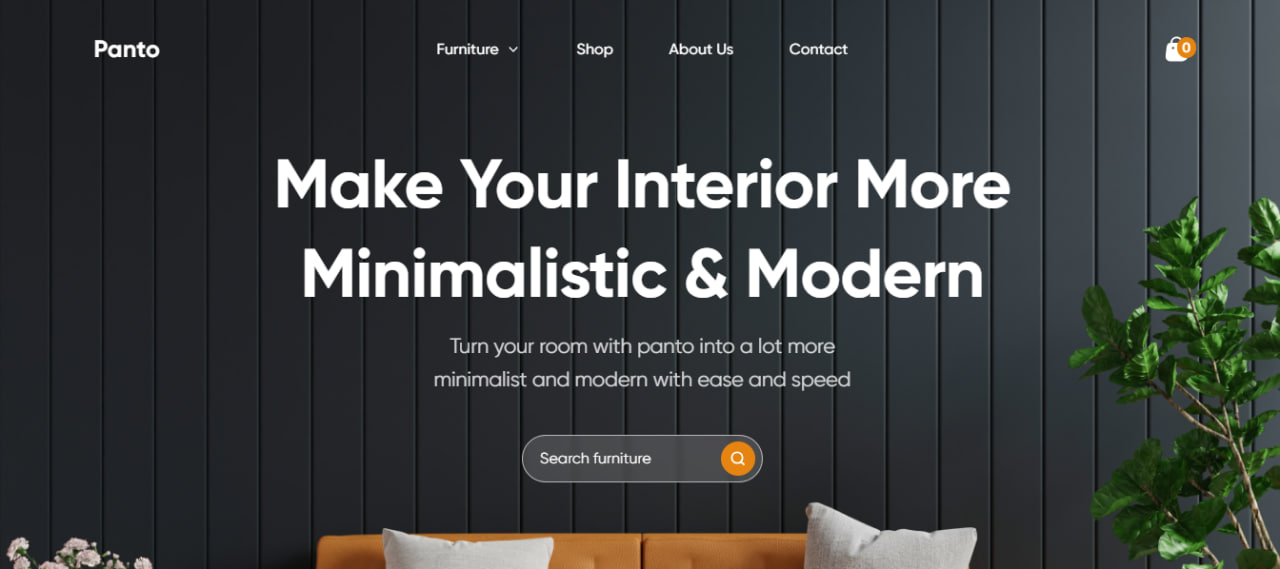 Panto
Furniture
Shop
About Us
Contact
0
Make Your Interior More
Minimalistic & Modern
Turn your room with panto into a lot more
minimalist and modern with ease and speed
Search furniture